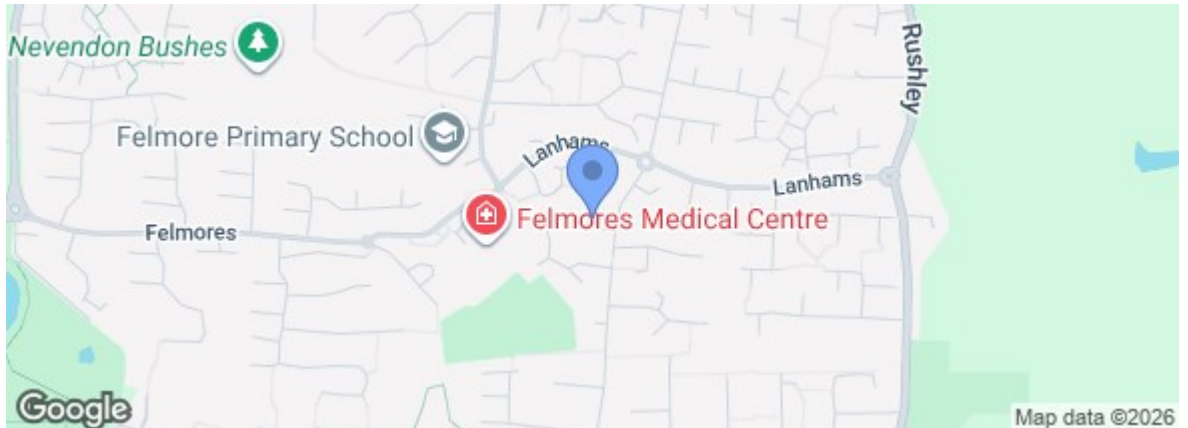 Nevendon Bushes
Rushley
Felmore Primary School
Lanhams
Lanhams
Felmores Medical Centre
Felmores
Google
Map data ©2026